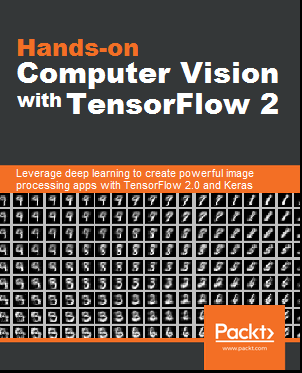 Hands-on
Computer Vision
with TensorFlow 2
Leverage deep learning to create powerful image
processing apps with TensorFlow 2.0 and Keras
Packt>
www.packt.com